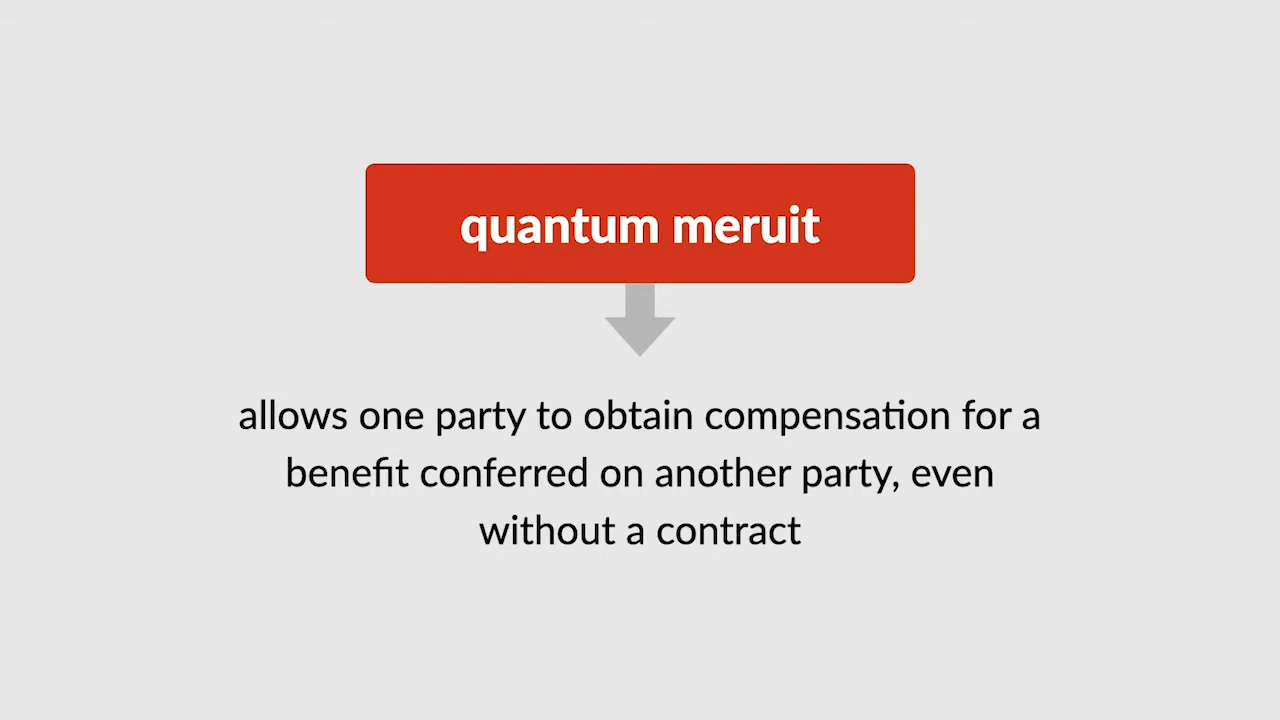 quantum meruit
allows one party to obtain compensation for a
benefit conferred on another party, even
without a contract